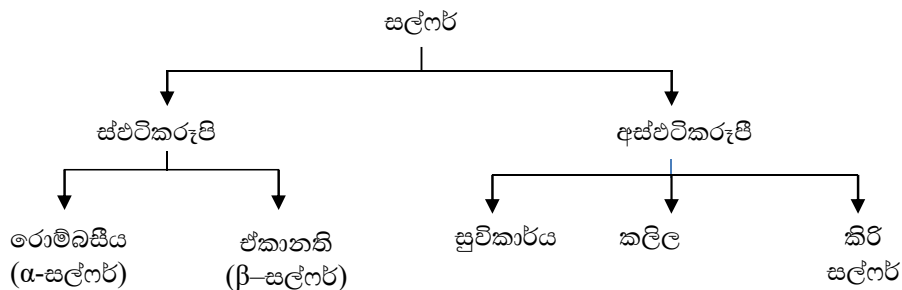 සල්ෆර්
ස්ඵටිකරූපි
අස්ඵටිකරූපී
රොම්බසීය
(α-සල්ෆර්)
ඒකානති
(β–සල්ෆර්)
සුවිකාර්ය
කලිල
කිරි
සල්ෆර්